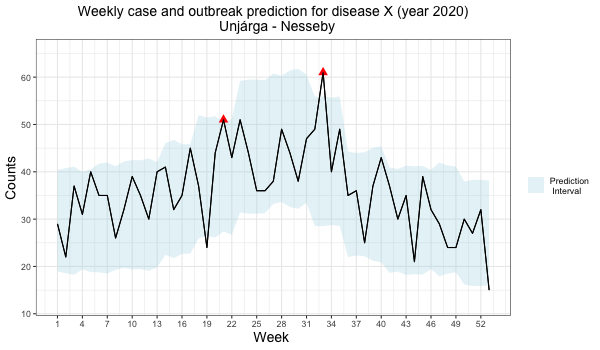 Weekly case and outbreak prediction for disease X (year 2020)
Unjárga - Nesseby
Counts
60
50
40
30
20
10
1 4 7 10 13 16 19 22 25 28 31 34 37 40 43 46 49 52
Week
Prediction
Interval